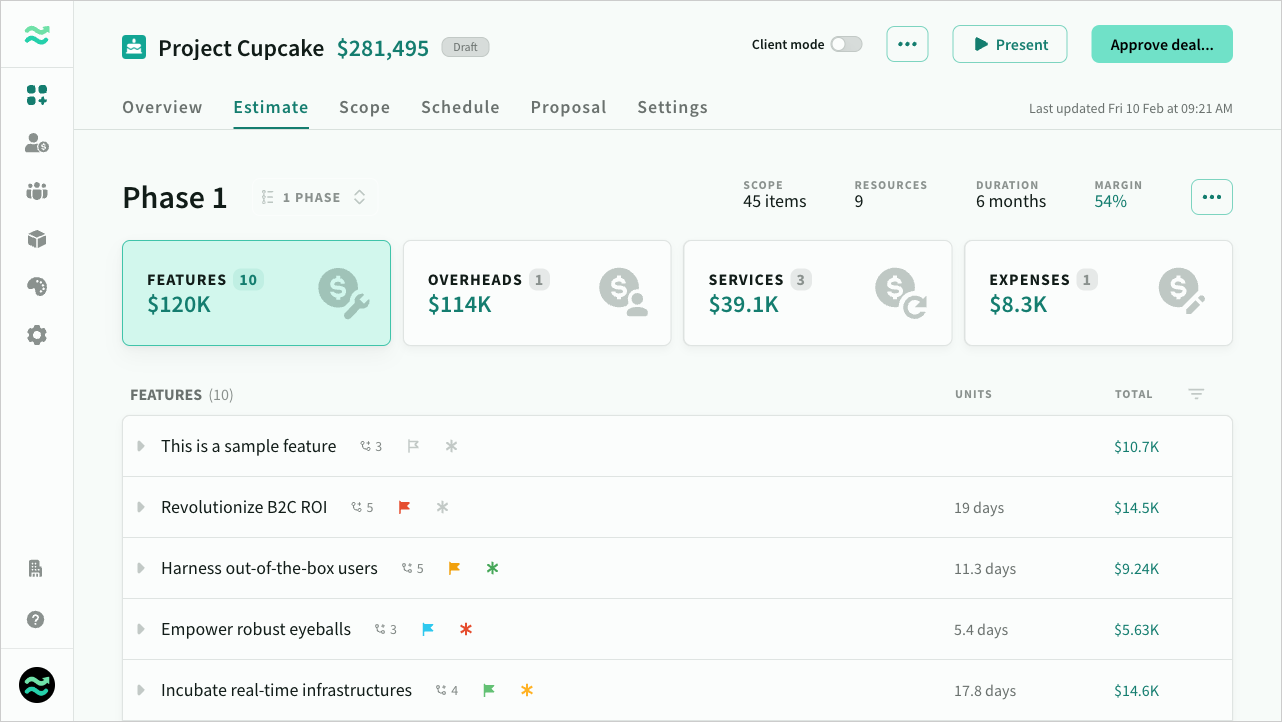 Project Cupcake $281,495 Draft
Client mode
Present
Approve deal...
Overview Estimate Scope Schedule Proposal Settings
Last updated Fri 10 Feb at 09:21 AM
Phase 1
1 PHASE
SCOPE
45 items
RESOURCES
9
DURATION
6 months
MARGIN
54%
FEATURES 10
$120K
OVERHEADS 1
$114K
SERVICES 3
$39.1K
EXPENSES 1
$8.3K
FEATURES (10) UNITS TOTAL
This is a sample feature 3 $10.7K
Revolutionize B2C ROI 5 19 days $14.5K
Harness out-of-the-box users 5 11.3 days $9.24K
Empower robust eyeballs 3 5.4 days $5.63K
Incubate real-time infrastructures 4 17.8 days $14.6K